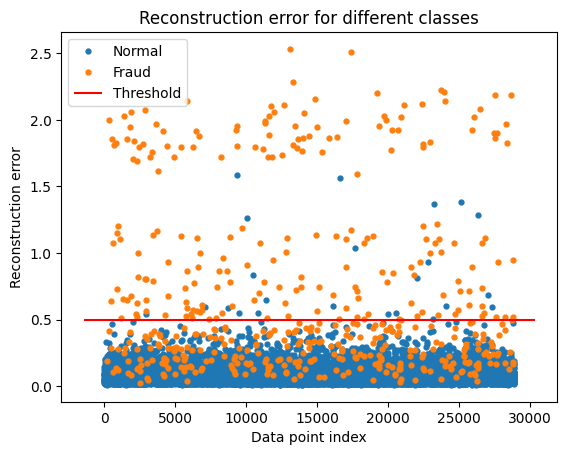 Reconstruction error for different classes
Normal
Fraud
Threshold
2.5
2.0
1.5
1.0
0.5
0.0
Reconstruction error
0
5000
10000
15000
20000
25000
30000
Data point index